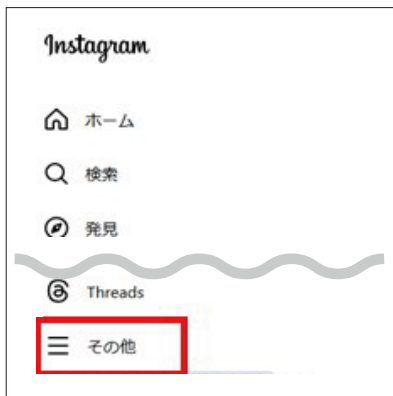 Instagram
ホーム
検索
発見
Threads
その他